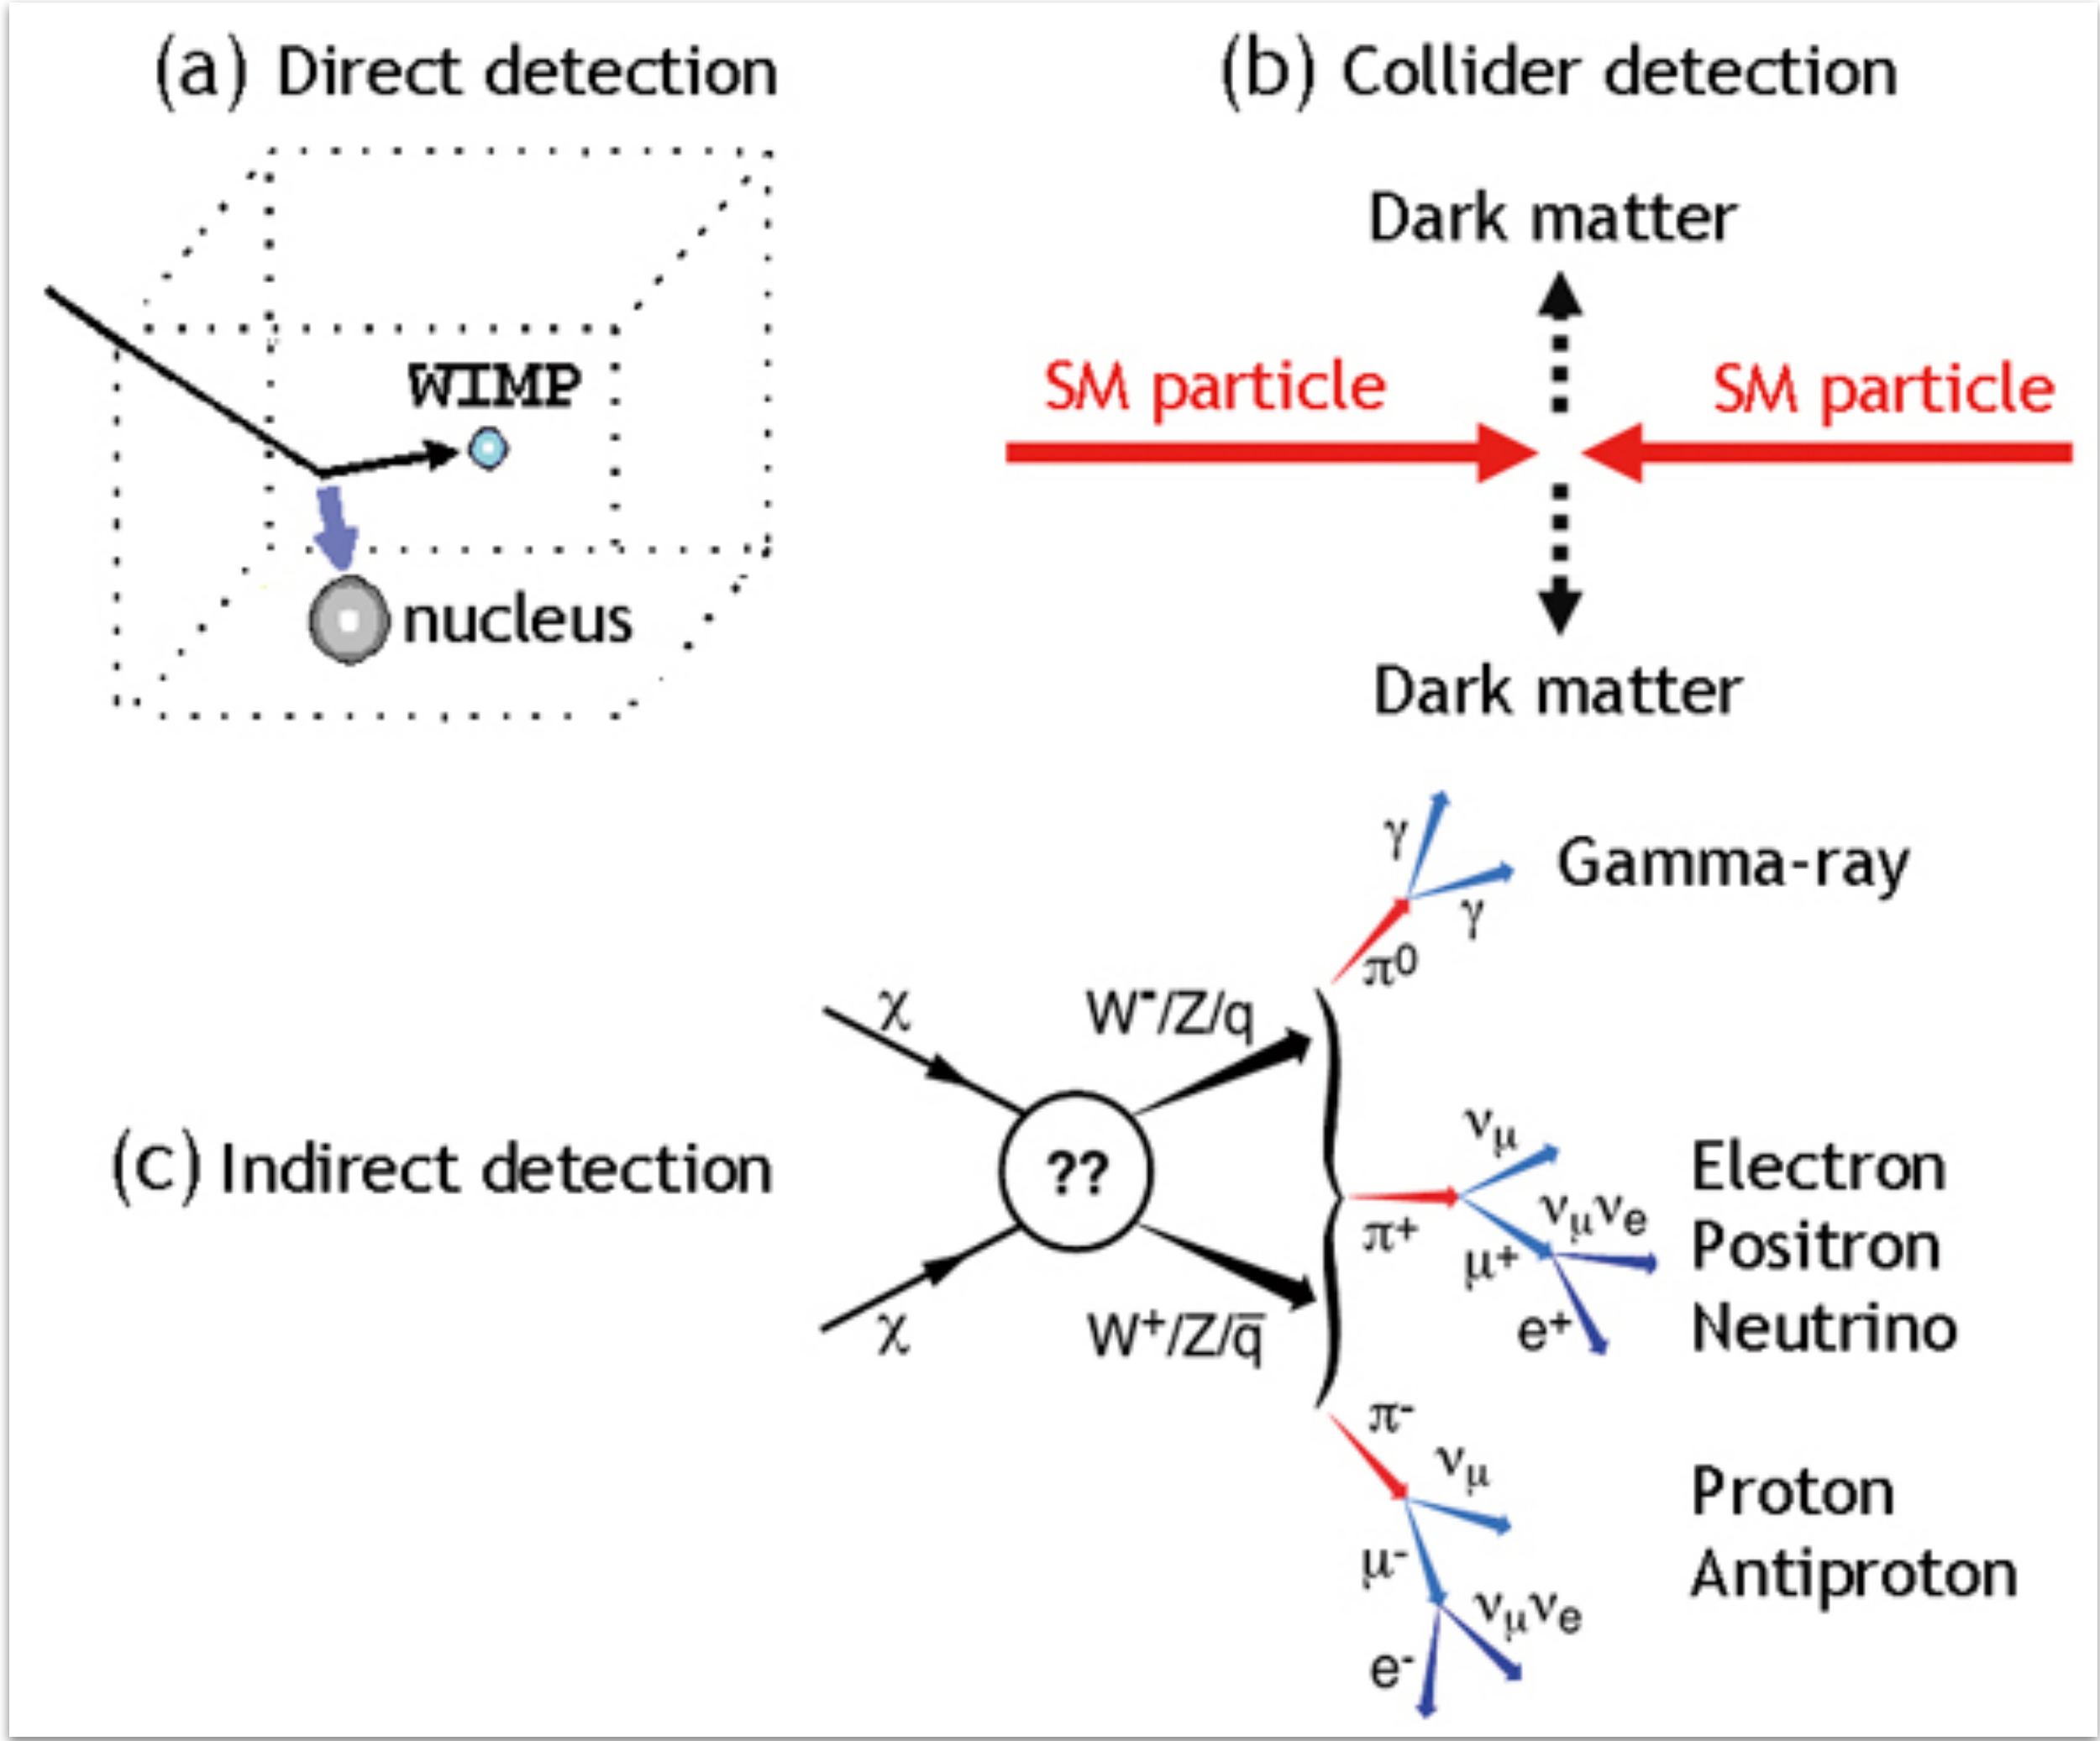 (a) Direct detection
WIMP
nucleus
(b) Collider detection
Dark matter
SM particle
SM particle
Dark matter
(c) Indirect detection
χ
χ
??
W⁻/Z/q
W⁺/Z/q̅
γ
γ
π⁰
Gamma-ray
π⁺
νμ
μ⁺
νμνe
e⁺
Electron
Positron
Neutrino
π⁻
νμ
μ⁻
νμνe
e⁻
Proton
Antiproton